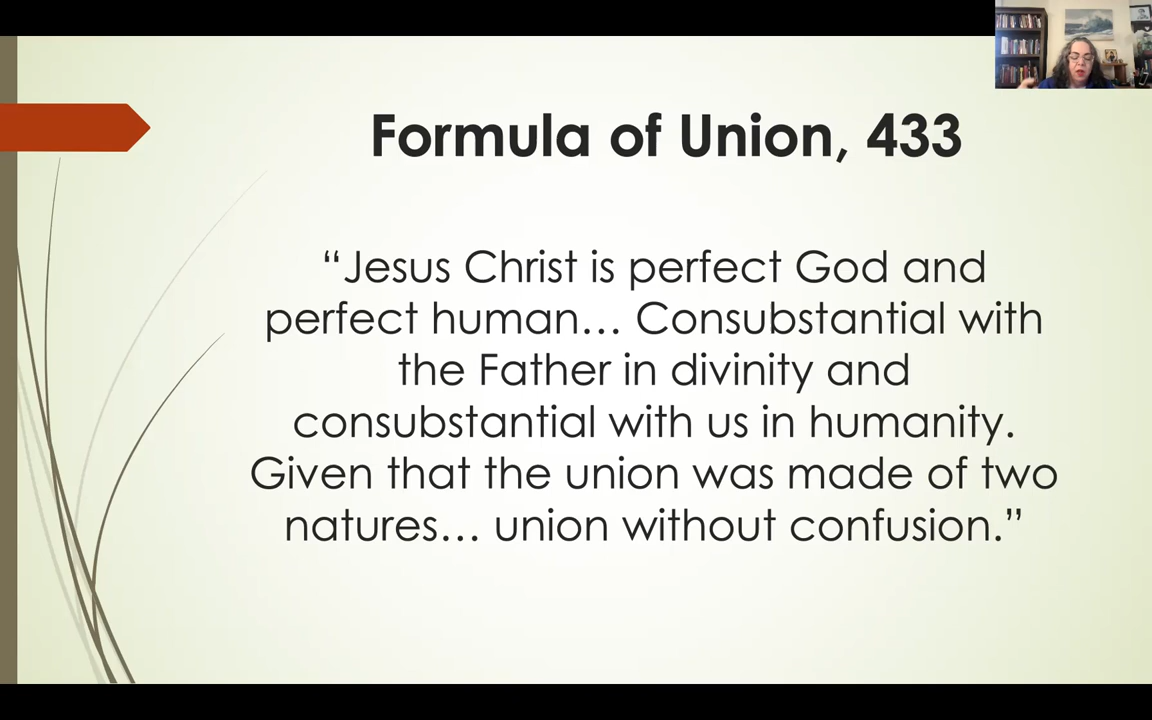 Formula of Union, 433
“Jesus Christ is perfect God and
perfect human… Consubstantial with
the Father in divinity and
consubstantial with us in humanity.
Given that the union was made of two
natures… union without confusion.”